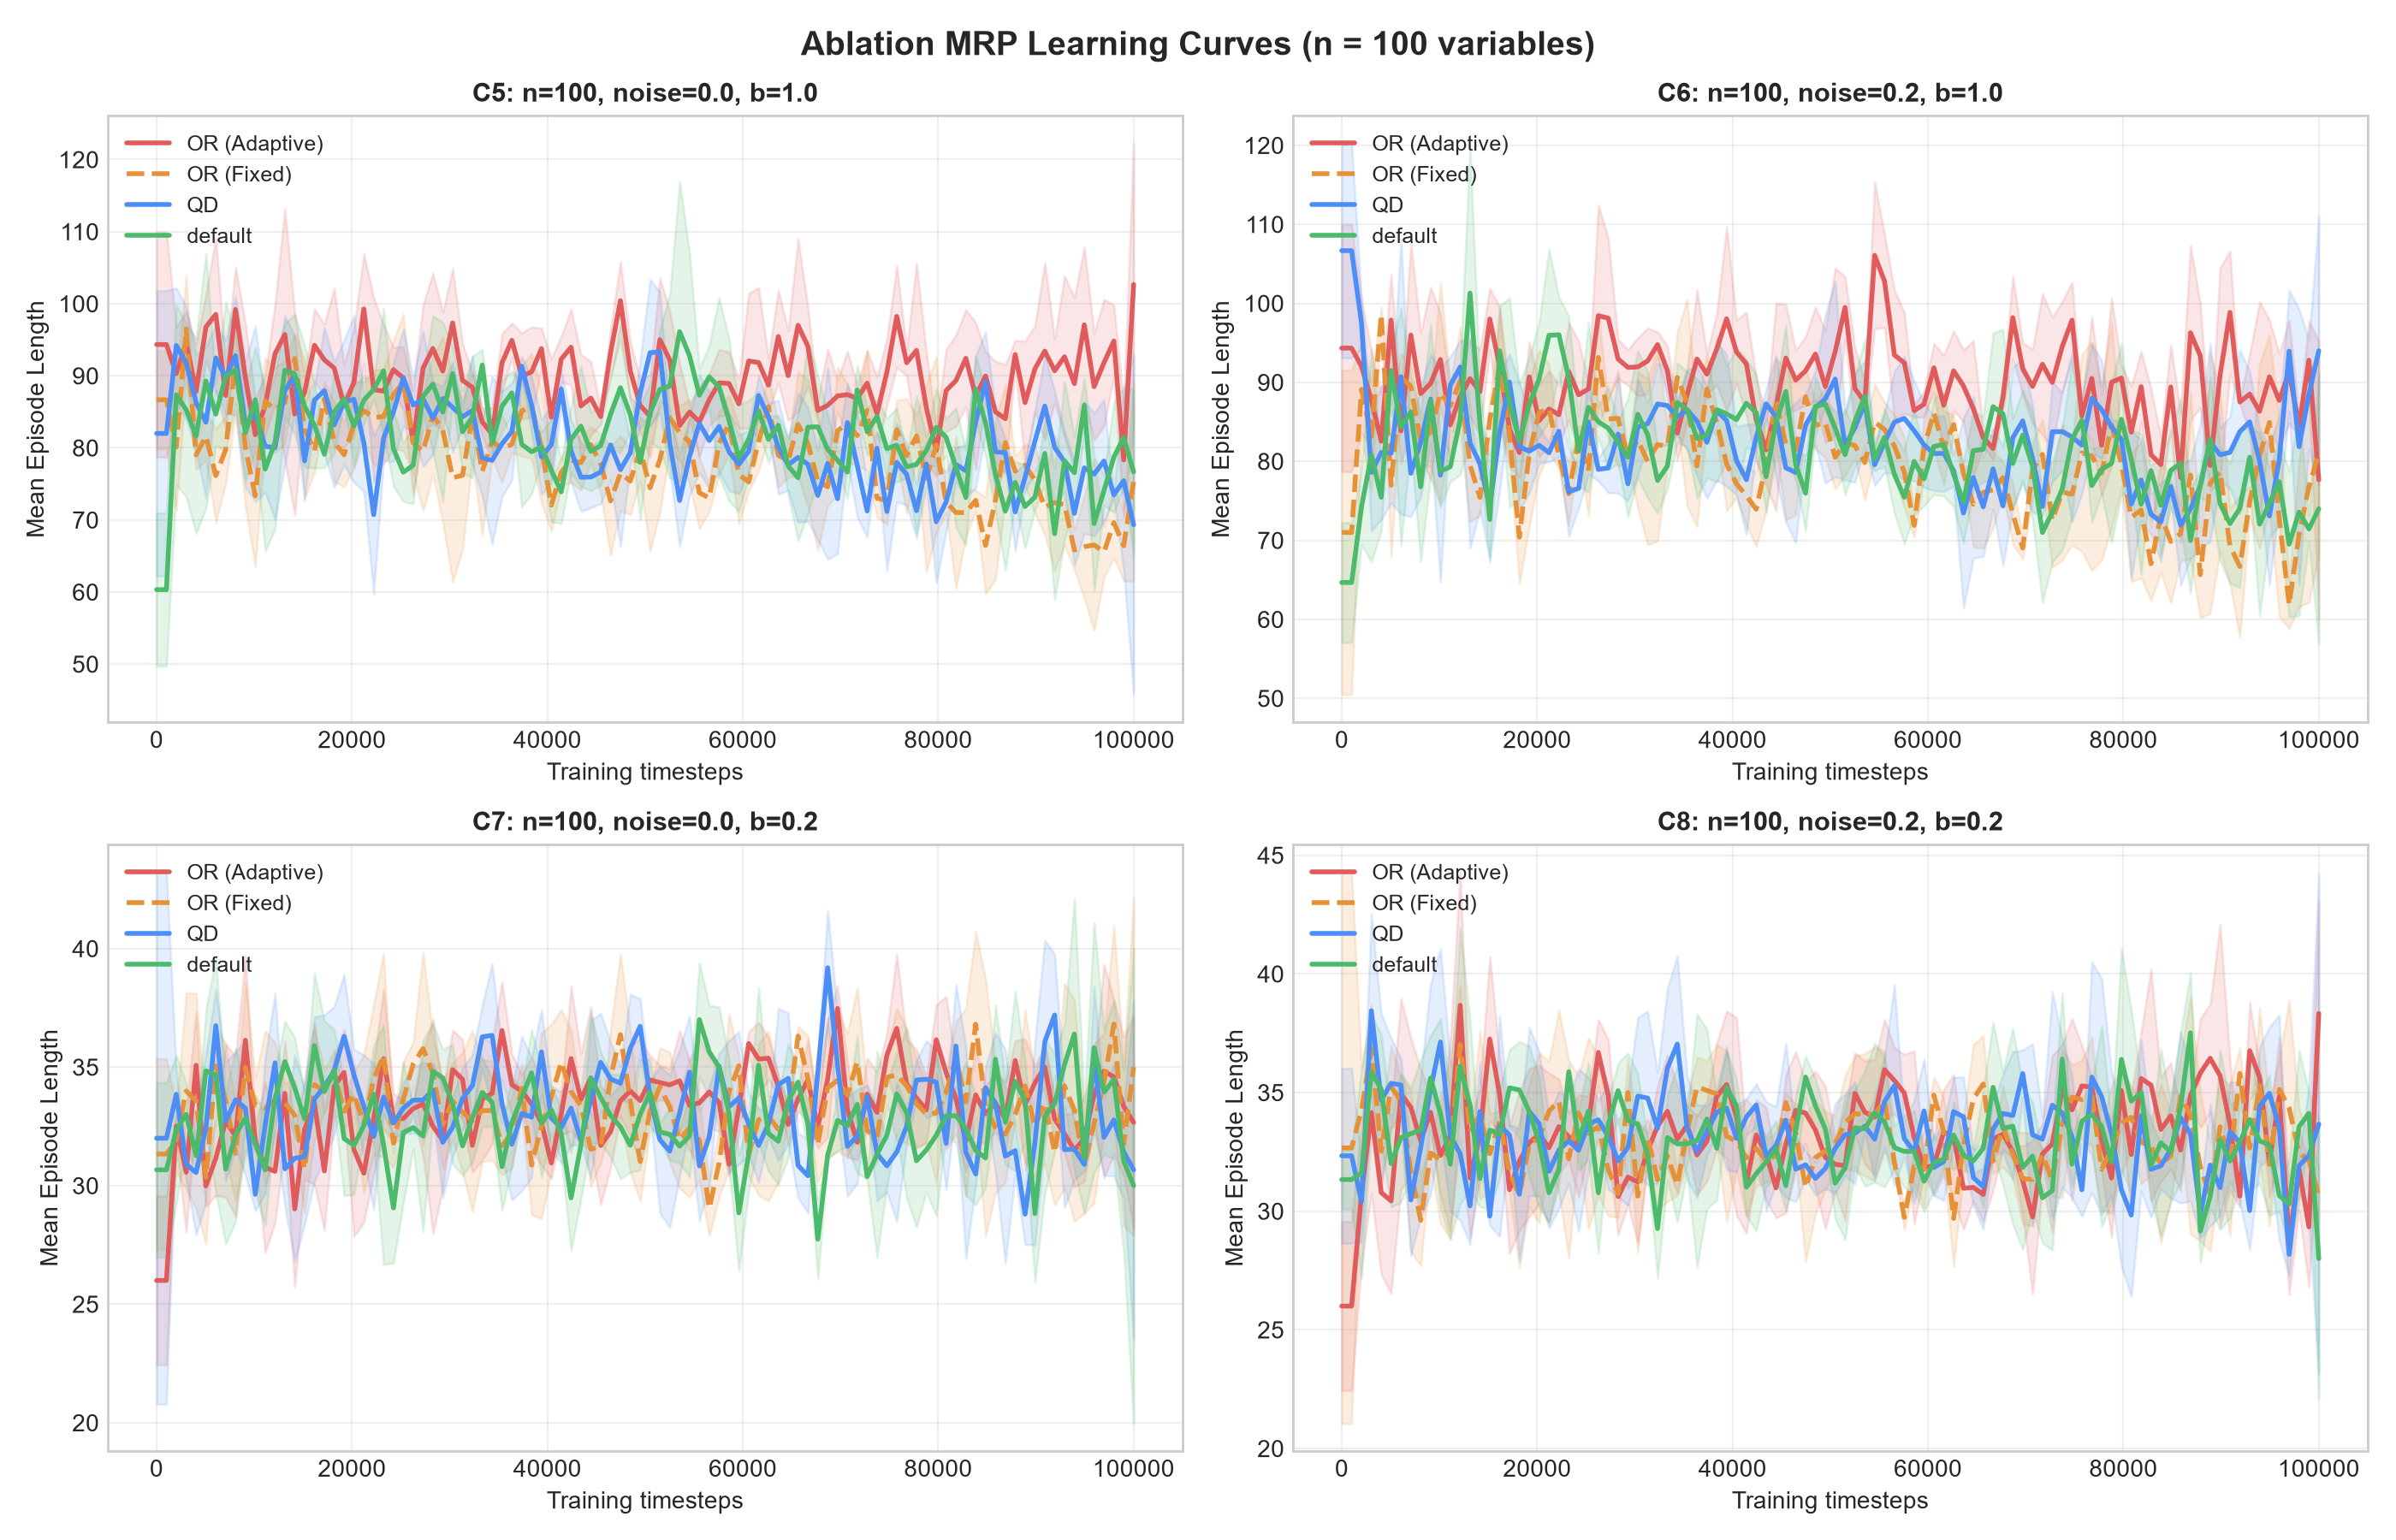 Ablation MRP Learning Curves (n = 100 variables)
C5: n=100, noise=0.0, b=1.0
OR (Adaptive)
OR (Fixed)
QD
default
120
110
100
90
80
70
60
50
Mean Episode Length
0 20000 40000 60000 80000 100000
Training timesteps
C6: n=100, noise=0.2, b=1.0
OR (Adaptive)
OR (Fixed)
QD
default
120
110
100
90
80
70
60
50
Mean Episode Length
0 20000 40000 60000 80000 100000
Training timesteps
C7: n=100, noise=0.0, b=0.2
OR (Adaptive)
OR (Fixed)
QD
default
40
35
30
25
20
Mean Episode Length
0 20000 40000 60000 80000 100000
Training timesteps
C8: n=100, noise=0.2, b=0.2
OR (Adaptive)
OR (Fixed)
QD
default
45
40
35
30
25
20
Mean Episode Length
0 20000 40000 60000 80000 100000
Training timesteps